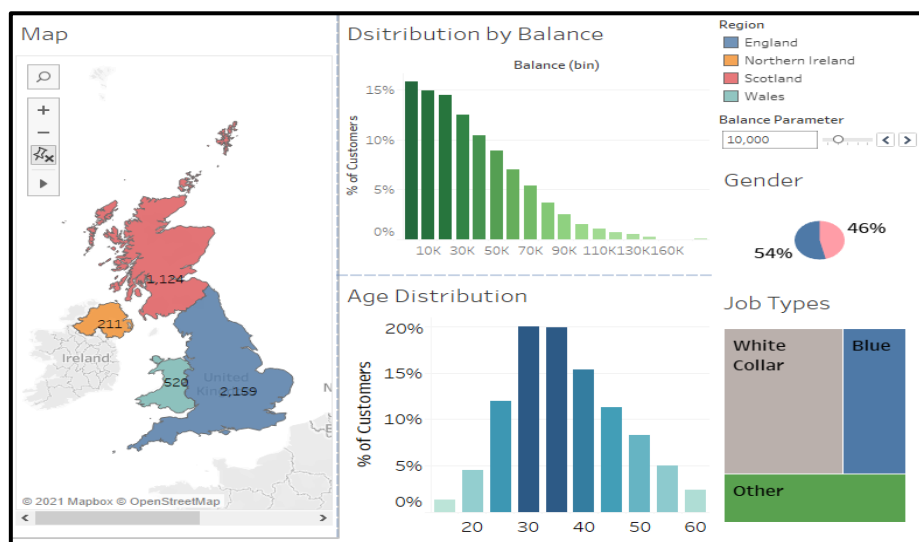 Map
1,124
211
Ireland
520
United
2,159
© 2021 Mapbox © OpenStreetMap
Dsitribution by Balance
Balance (bin)
% of Customers
15%
10%
5%
0%
10K 30K 50K 70K 90K 110K130K160K
Age Distribution
% of Customers
20%
15%
10%
5%
0%
20 30 40 50 60
Region
England
Northern Ireland
Scotland
Wales
Balance Parameter
10,000
Gender
46%
54%
Job Types
White
Collar
Blue
Other